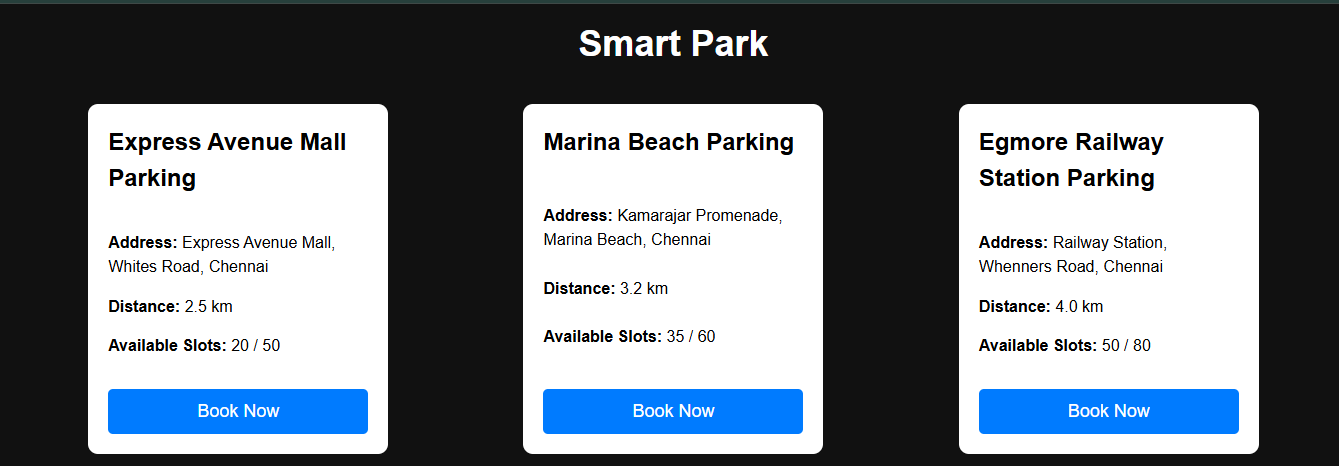 Smart Park
Express Avenue Mall
Parking
Address: Express Avenue Mall,
Whites Road, Chennai
Distance: 2.5 km
Available Slots: 20 / 50
Book Now
Marina Beach Parking
Address: Kamarajar Promenade,
Marina Beach, Chennai
Distance: 3.2 km
Available Slots: 35 / 60
Book Now
Egmore Railway
Station Parking
Address: Railway Station,
Whenners Road, Chennai
Distance: 4.0 km
Available Slots: 50 / 80
Book Now